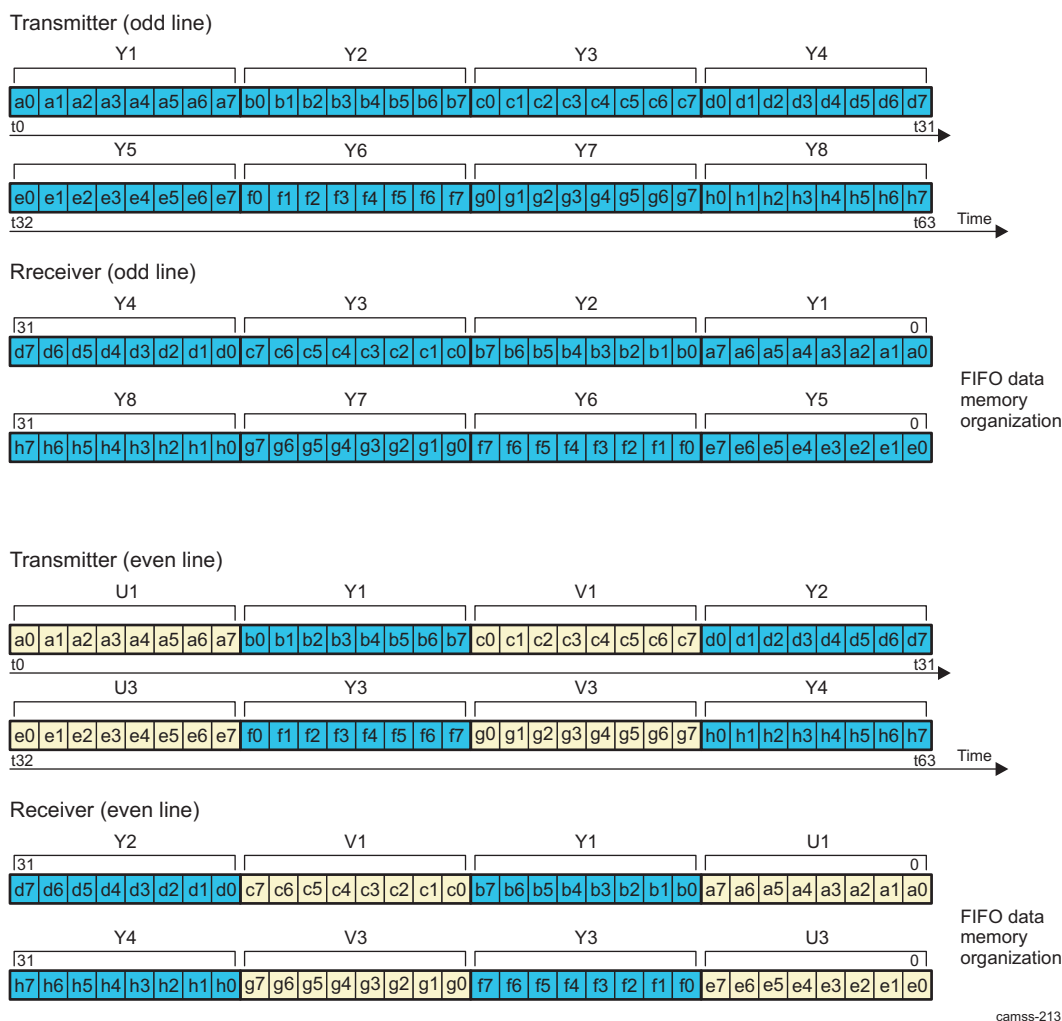 Transmitter (odd line)
Y1 Y2 Y3 Y4
a0 a1 a2 a3 a4 a5 a6 a7 b0 b1 b2 b3 b4 b5 b6 b7 c0 c1 c2 c3 c4 c5 c6 c7 d0 d1 d2 d3 d4 d5 d6 d7
t0 t31
Y5 Y6 Y7 Y8
e0 e1 e2 e3 e4 e5 e6 e7 f0 f1 f2 f3 f4 f5 f6 f7 g0 g1 g2 g3 g4 g5 g6 g7 h0 h1 h2 h3 h4 h5 h6 h7
t32 t63 Time
Rreceiver (odd line)
Y4 Y3 Y2 Y1
31 0
d7 d6 d5 d4 d3 d2 d1 d0 c7 c6 c5 c4 c3 c2 c1 c0 b7 b6 b5 b4 b3 b2 b1 b0 a7 a6 a5 a4 a3 a2 a1 a0
FIFO data
memory
organization
Y8 Y7 Y6 Y5
31 0
h7 h6 h5 h4 h3 h2 h1 h0 g7 g6 g5 g4 g3 g2 g1 g0 f7 f6 f5 f4 f3 f2 f1 f0 e7 e6 e5 e4 e3 e2 e1 e0
Transmitter (even line)
U1 Y1 V1 Y2
a0 a1 a2 a3 a4 a5 a6 a7 b0 b1 b2 b3 b4 b5 b6 b7 c0 c1 c2 c3 c4 c5 c6 c7 d0 d1 d2 d3 d4 d5 d6 d7
t0 t31
U3 Y3 V3 Y4
e0 e1 e2 e3 e4 e5 e6 e7 f0 f1 f2 f3 f4 f5 f6 f7 g0 g1 g2 g3 g4 g5 g6 g7 h0 h1 h2 h3 h4 h5 h6 h7
t32 t63 Time
Receiver (even line)
Y2 V1 Y1 U1
31 0
d7 d6 d5 d4 d3 d2 d1 d0 c7 c6 c5 c4 c3 c2 c1 c0 b7 b6 b5 b4 b3 b2 b1 b0 a7 a6 a5 a4 a3 a2 a1 a0
FIFO data
memory
organization
Y4 V3 Y3 U3
31 0
h7 h6 h5 h4 h3 h2 h1 h0 g7 g6 g5 g4 g3 g2 g1 g0 f7 f6 f5 f4 f3 f2 f1 f0 e7 e6 e5 e4 e3 e2 e1 e0
camss-213